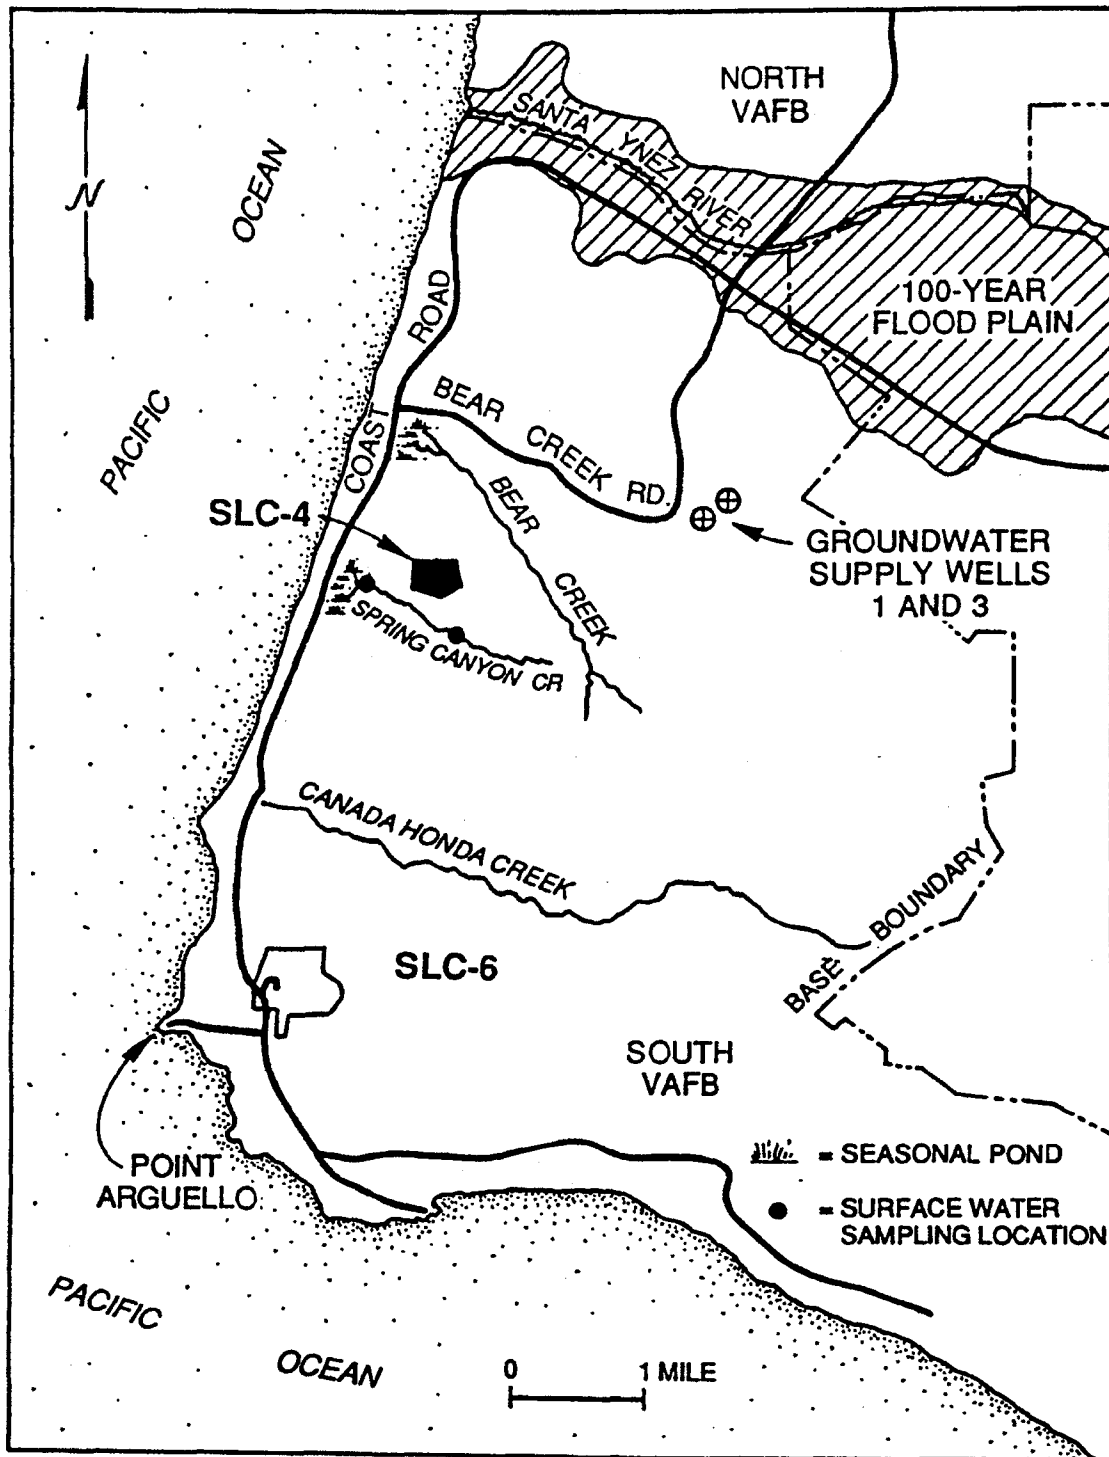 NORTH
VAFB
SANTA YNEZ RIVER
N
OCEAN
PACIFIC
100-YEAR
FLOOD PLAIN
COAST ROAD
BEAR CREEK RD.
SLC-4
BEAR CREEK
GROUNDWATER
SUPPLY WELLS
1 AND 3
SPRING CANYON CR
CANADA HONDA CREEK
BASE BOUNDARY
SLC-6
SOUTH
VAFB
POINT
ARGUELLO
= SEASONAL POND
= SURFACE WATER
SAMPLING LOCATION
PACIFIC
OCEAN
0 1 MILE